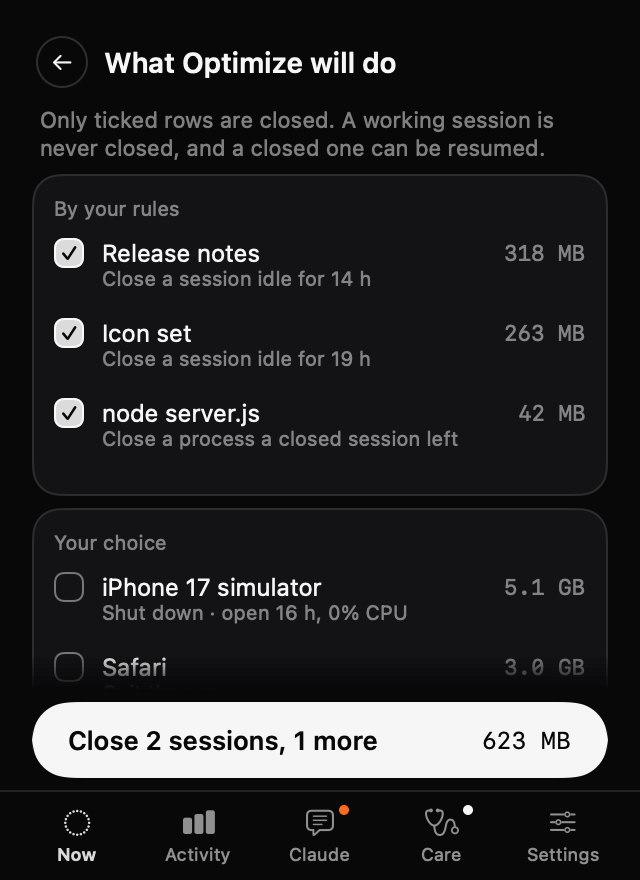 What Optimize will do
Only ticked rows are closed. A working session is
never closed, and a closed one can be resumed.
By your rules
Release notes 318 MB
Close a session idle for 14 h
Icon set 263 MB
Close a session idle for 19 h
node server.js 42 MB
Close a process a closed session left
Your choice
iPhone 17 simulator 5.1 GB
Shut down · open 16 h, 0% CPU
Safari 3.0 GB
Close 2 sessions, 1 more 623 MB
Now Activity Claude Care Settings